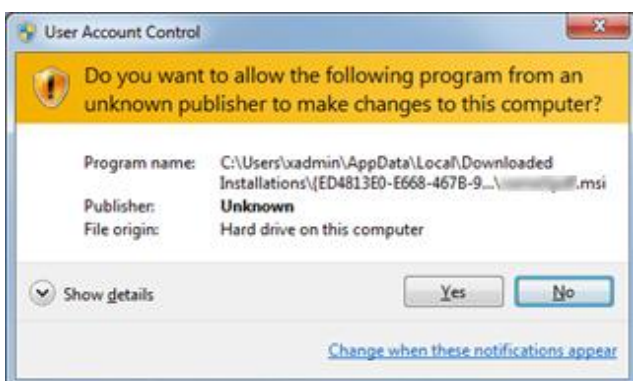 User Account Control
Do you want to allow the following program from an
unknown publisher to make changes to this computer?
Program name: C:\Users\xadmin\AppData\Local\Downloaded
Installations\{ED4813E0-E668-467B-9...\ .msi
Publisher: Unknown
File origin: Hard drive on this computer
Show details Yes No
Change when these notifications appear